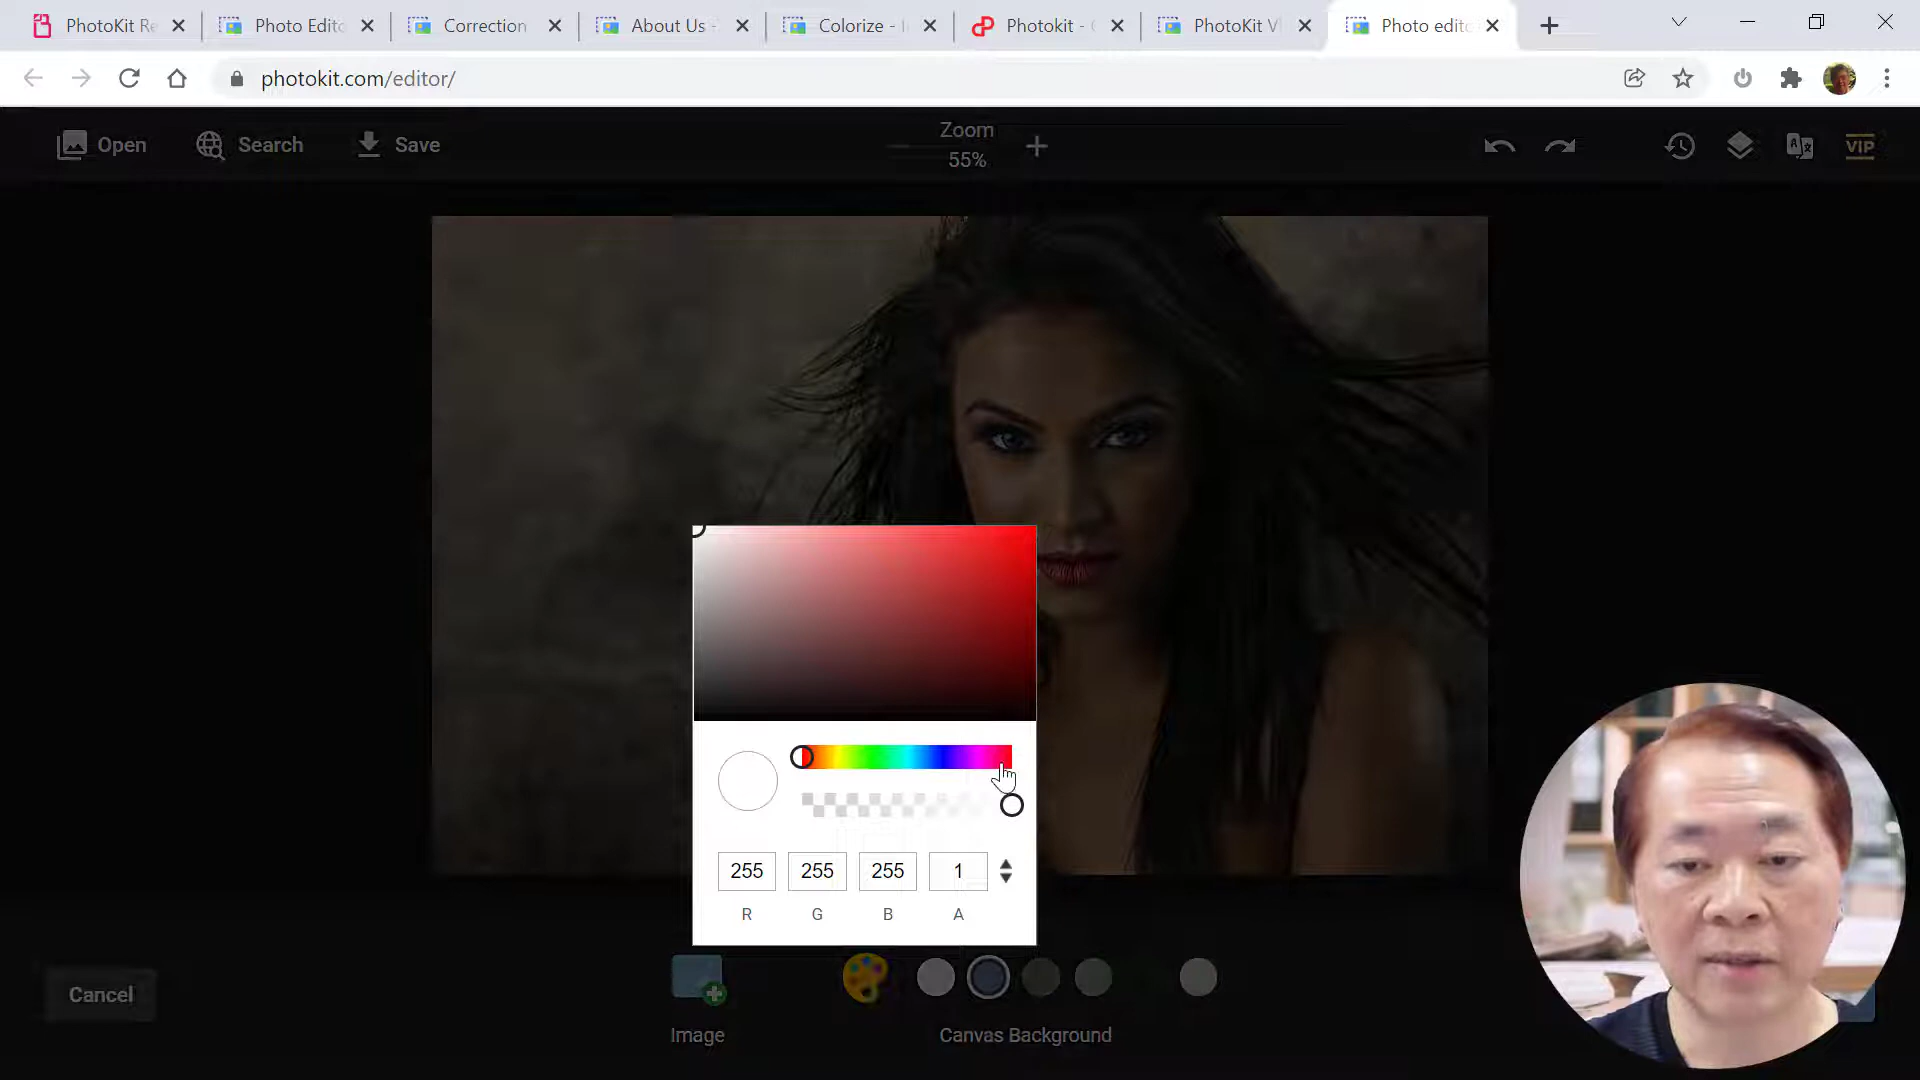 PhotoKit Re
Photo Edito
Correction
About Us -
Colorize - I
Photokit - C
PhotoKit VI
Photo edito
photokit.com/editor/
Open
Search
Save
Zoom
55%
VIP
255
255
255
1
R
G
B
A
Cancel
Image
Canvas Background